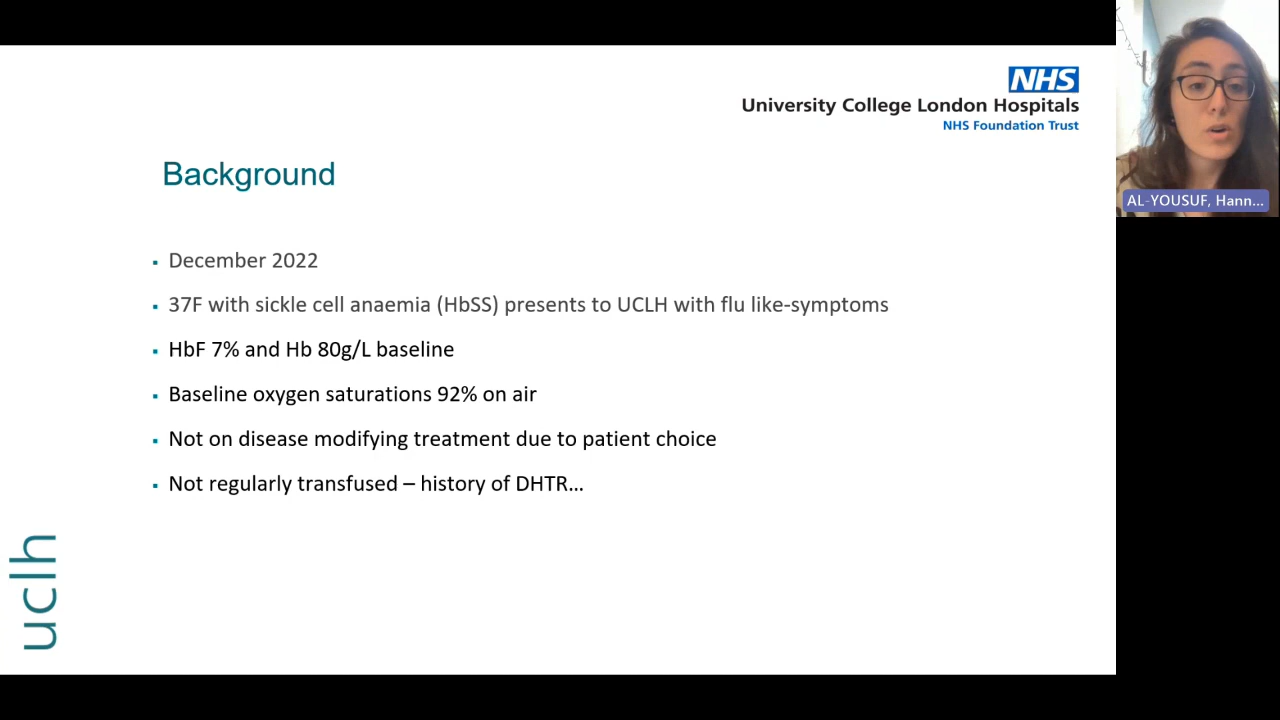 NHS
University College London Hospitals
NHS Foundation Trust
Background
December 2022
37F with sickle cell anaemia (HbSS) presents to UCLH with flu like-symptoms
HbF 7% and Hb 80g/L baseline
Baseline oxygen saturations 92% on air
Not on disease modifying treatment due to patient choice
Not regularly transfused – history of DHTR…
uclh
AL-YOUSUF, Hann...